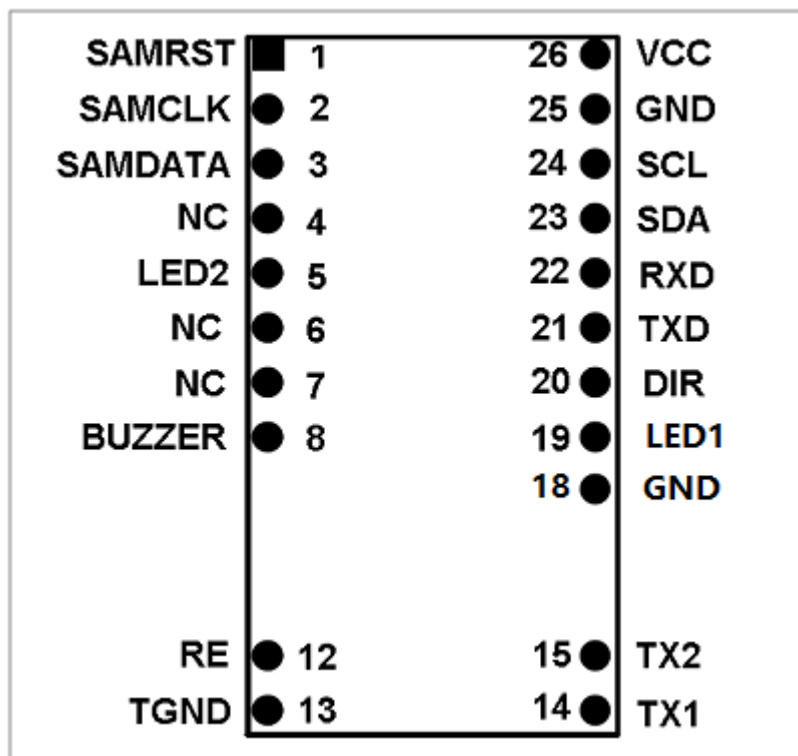 SAMRST 1 26 VCC
SAMCLK 2 25 GND
SAMDATA 3 24 SCL
NC 4 23 SDA
LED2 5 22 RXD
NC 6 21 TXD
NC 7 20 DIR
BUZZER 8 19 LED1
18 GND
RE 12 15 TX2
TGND 13 14 TX1